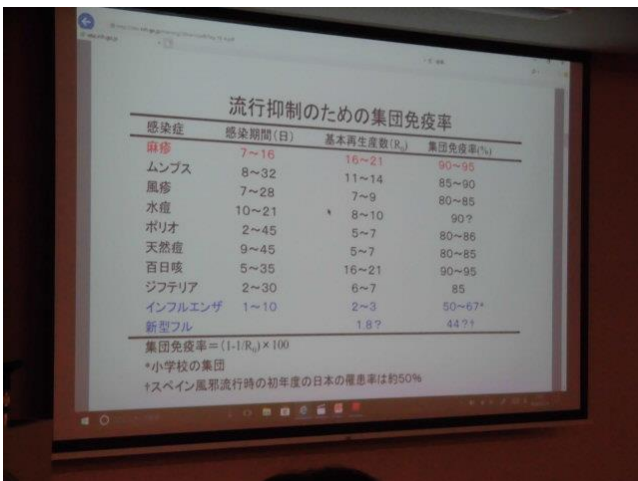 流行抑制のための集団免疫率
感染症 感染期間(日) 基本再生産数(R₀) 集団免疫率(%)
麻疹 7~16 16~21 90~95
ムンプス 8~32 11~14 85~90
風疹 7~28 7~9 80~85
水痘 10~21 8~10 90?
ポリオ 2~45 5~7 80~86
天然痘 9~45 5~7 80~85
百日咳 5~35 16~21 90~95
ジフテリア 2~30 6~7 85
インフルエンザ 1~10 2~3 50~67*
新型フル 1.8? 44?†
集団免疫率=(1-1/R₀)×100
*小学校の集団
†スペイン風邪流行時の初年度の日本の罹患率は約50%